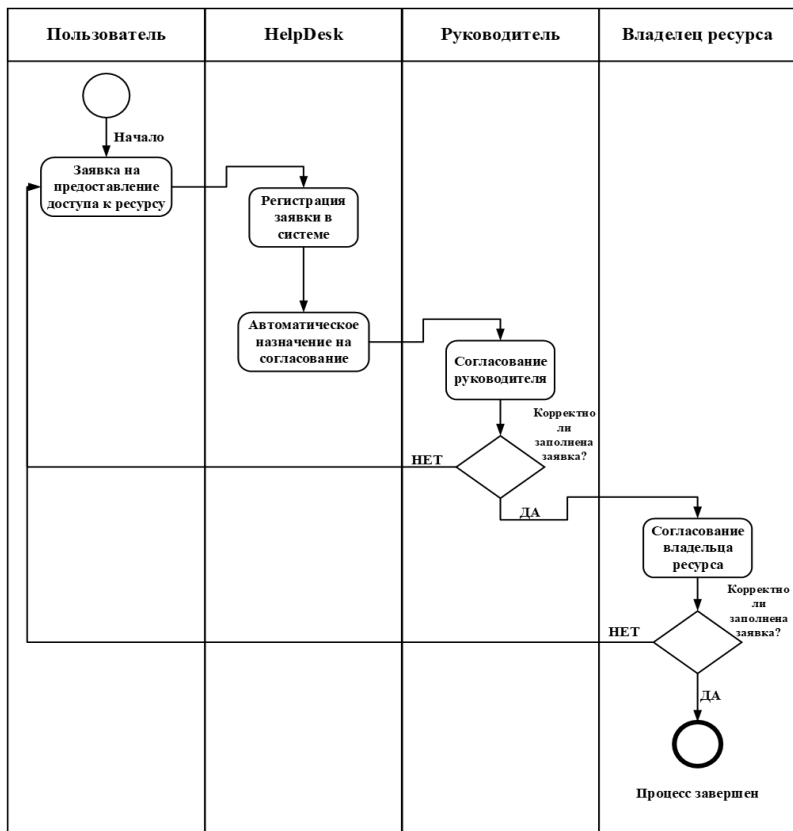 Пользователь
HelpDesk
Руководитель
Владелец ресурса
Начало
Заявка на
предоставление
доступа к ресурсу
Регистрация
заявки в
системе
Автоматическое
назначение на
согласование
Согласование
руководителя
Корректно
ли
заполнена
заявка?
НЕТ
ДА
Согласование
владельца
ресурса
Корректно
ли
заполнена
заявка?
НЕТ
ДА
Процесс завершен